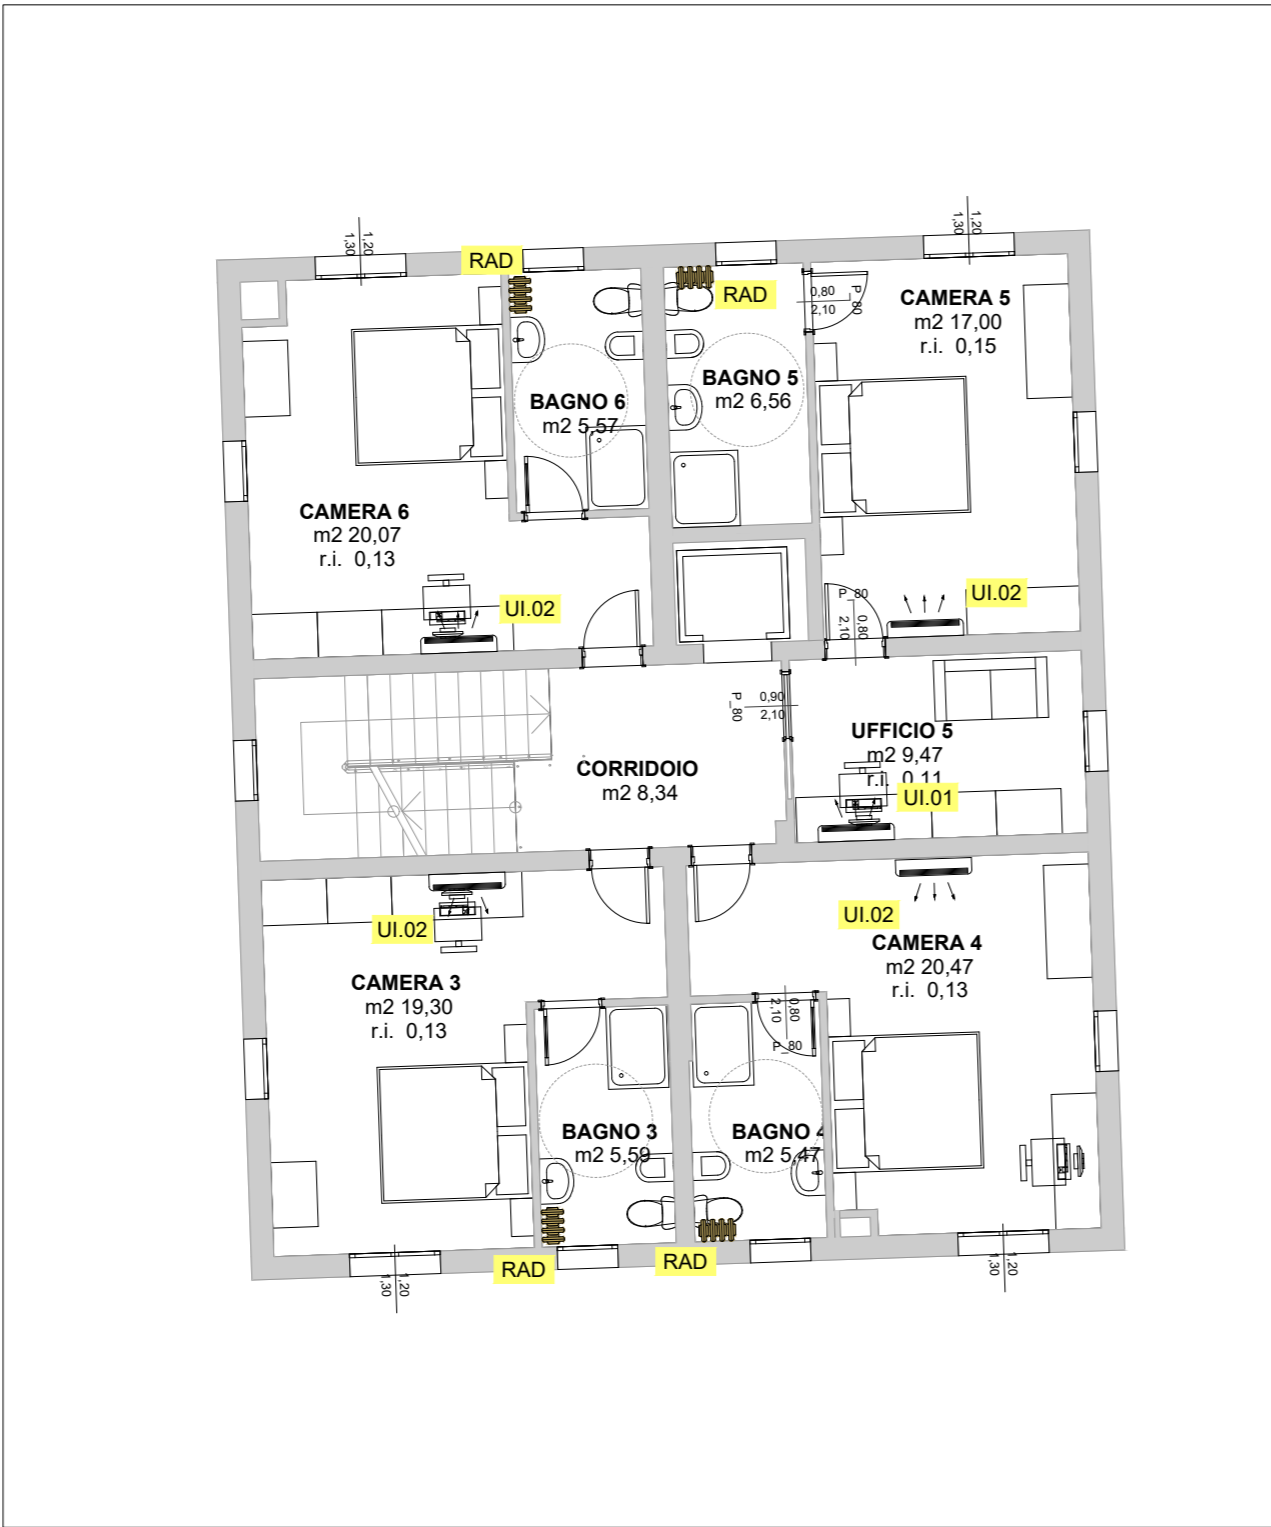 1,30
1,20
1,30
1,20
RAD
RAD
0,80
2,10
P_80
CAMERA 5
m2 17,00
r.i. 0,15
BAGNO 6
m2 5,57
BAGNO 5
m2 6,56
CAMERA 6
m2 20,07
r.i. 0,13
UI.02
P_80
0,80
2,10
UI.02
P_80
0,90
2,10
UFFICIO 5
m2 9,47
r.i. 0,11
UI.01
CORRIDOIO
m2 8,34
UI.02
UI.02
CAMERA 4
m2 20,47
r.i. 0,13
CAMERA 3
m2 19,30
r.i. 0,13
0,80
2,10
P_80
BAGNO 3
m2 5,59
BAGNO 4
m2 5,47
RAD
RAD
1,30
1,20
1,30
1,20